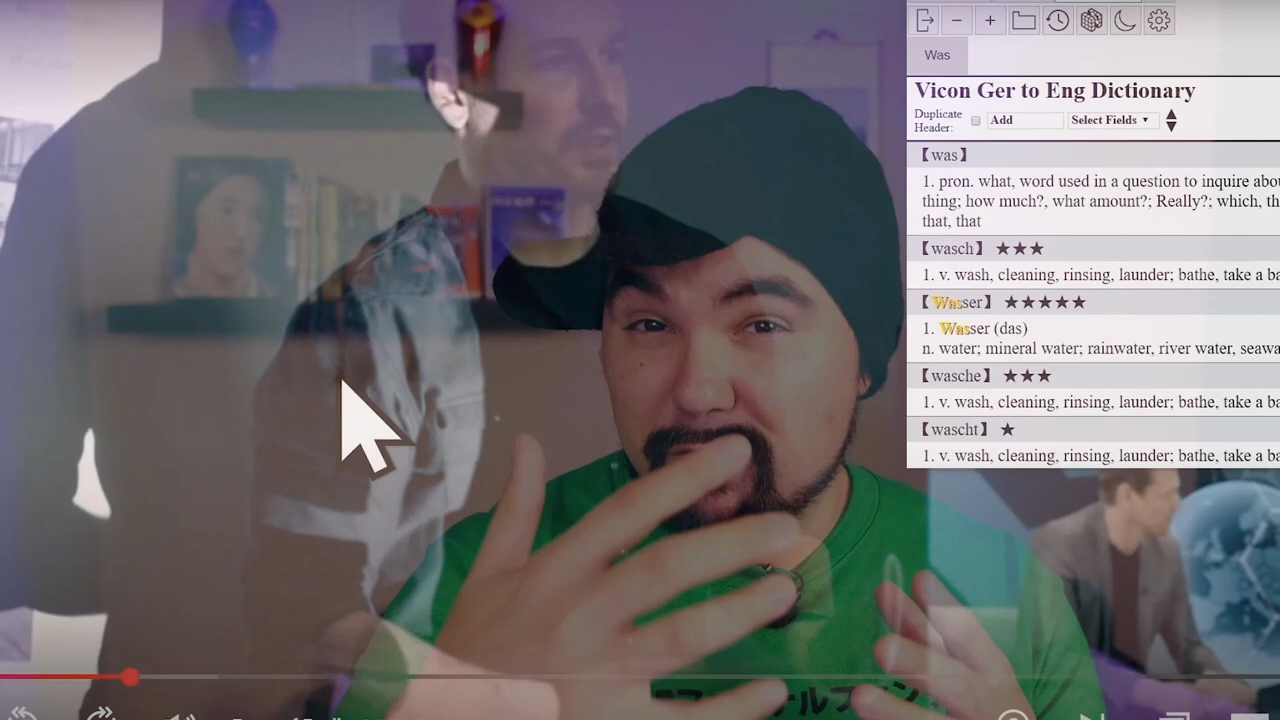 Was
Vicon Ger to Eng Dictionary
Duplicate
Header:
Add
Select Fields
【was】
1. pron. what, word used in a question to inquire abou
thing; how much?, what amount?; Really?; which, th
that, that
【wasch】 ★★★
1. v. wash, cleaning, rinsing, launder; bathe, take a ba
【Wasser】 ★★★★★
1. Wasser (das)
n. water; mineral water; rainwater, river water, seawa
【wasche】 ★★★
1. v. wash, cleaning, rinsing, launder; bathe, take a ba
【wascht】 ★
1. v. wash, cleaning, rinsing, launder; bathe, take a ba